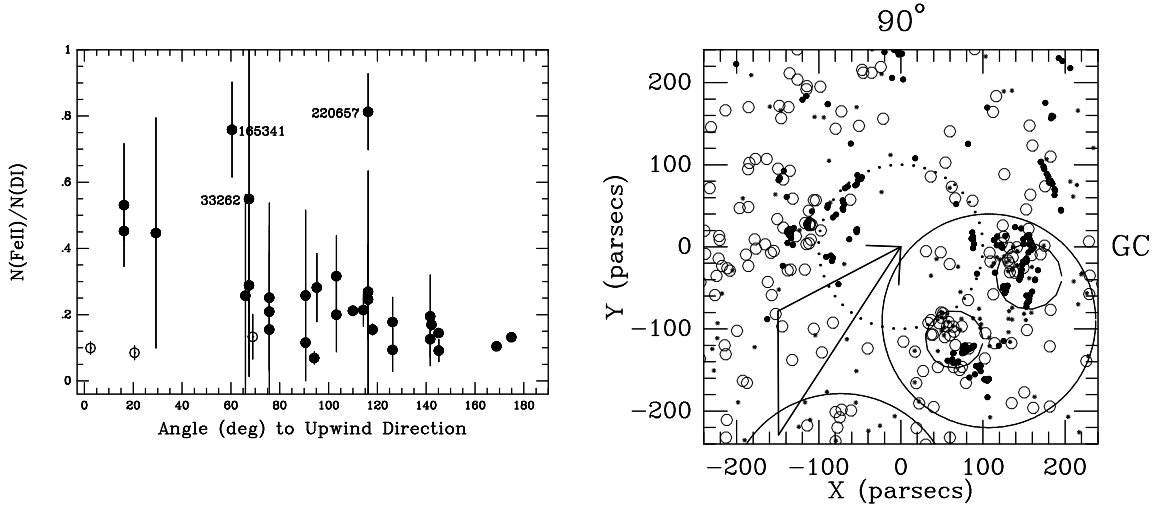 90°
1
.8
.6
.4
.2
0
N(FeII)/N(DI)
220657
165341
33262
0 20 40 60 80 100 120 140 160 180
Angle (deg) to Upwind Direction
200
100
0
−100
−200
Y (parsecs)
GC
−200 −100 0 100 200
X (parsecs)